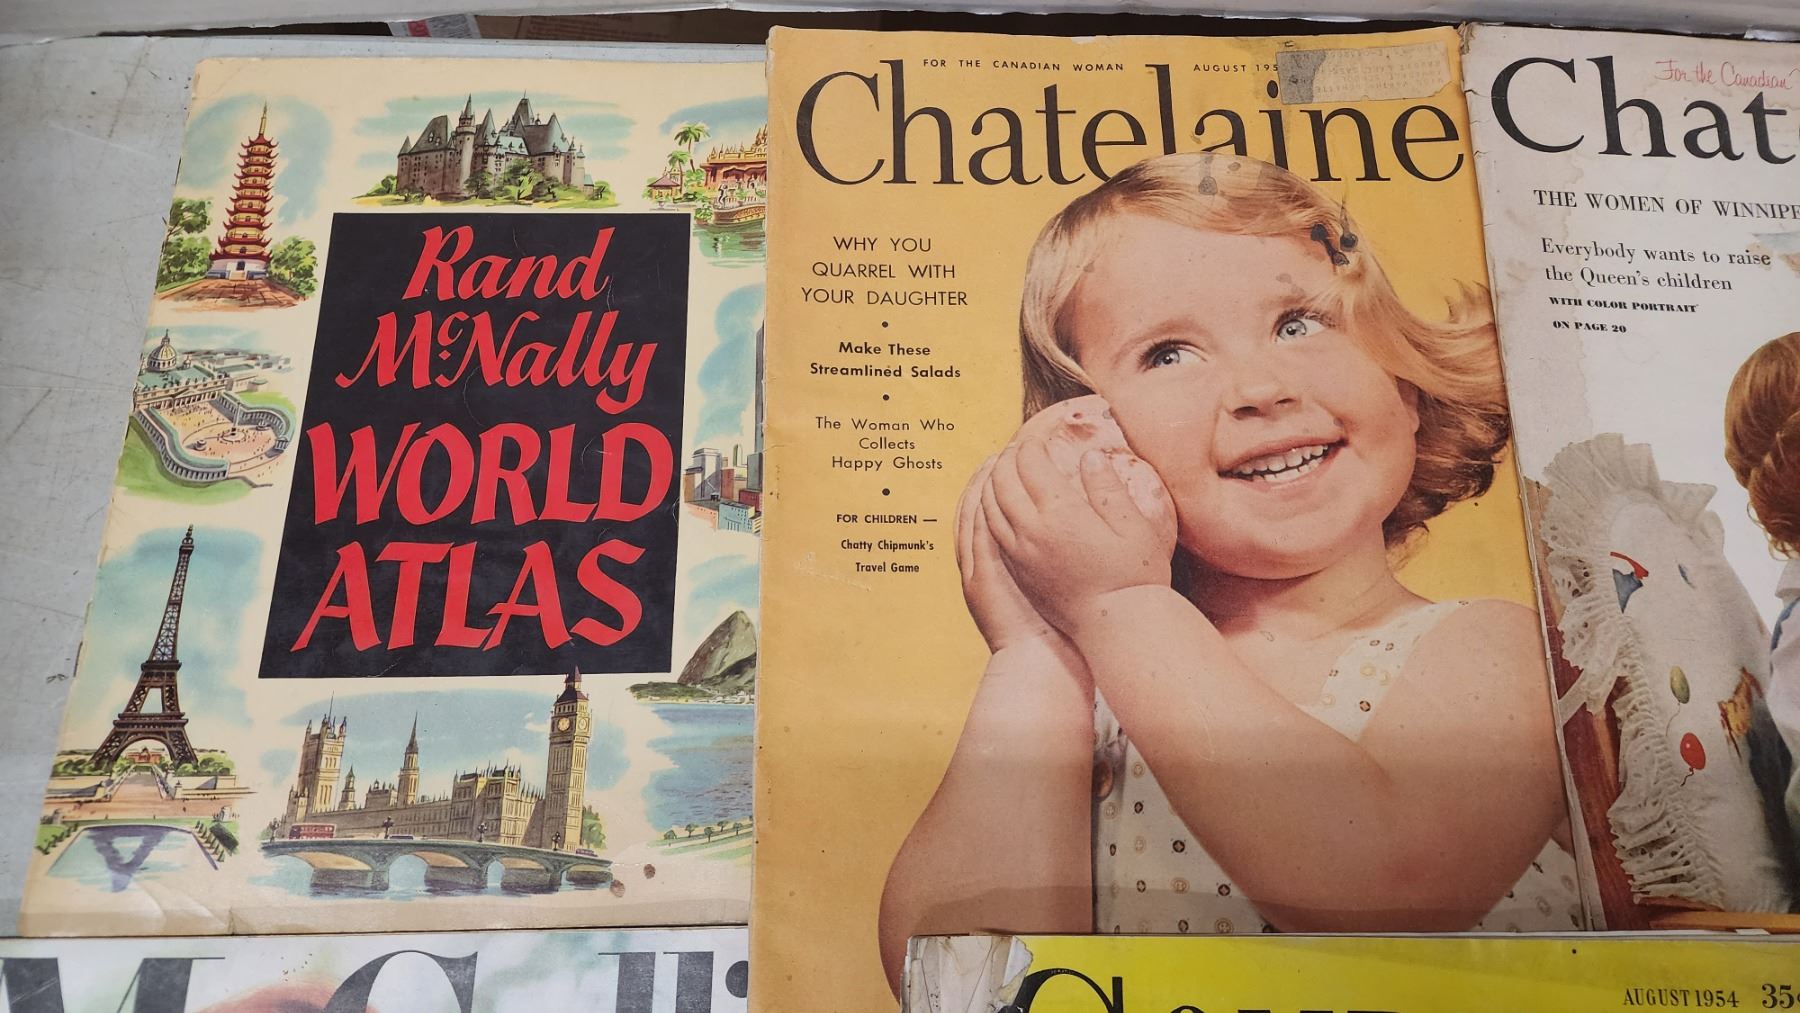 Rand
McNally
WORLD
ATLAS
FOR THE CANADIAN WOMAN
AUGUST 195
Chatelaine
WHY YOU
QUARREL WITH
YOUR DAUGHTER
•
Make These
Streamlined Salads
•
The Woman Who
Collects
Happy Ghosts
•
FOR CHILDREN —
Chatty Chipmunk's
Travel Game
For the Canadian
Chat
THE WOMEN OF WINNIPE
Everybody wants to raise
the Queen's children
WITH COLOR PORTRAIT
ON PAGE 20
AUGUST 1954 35¢